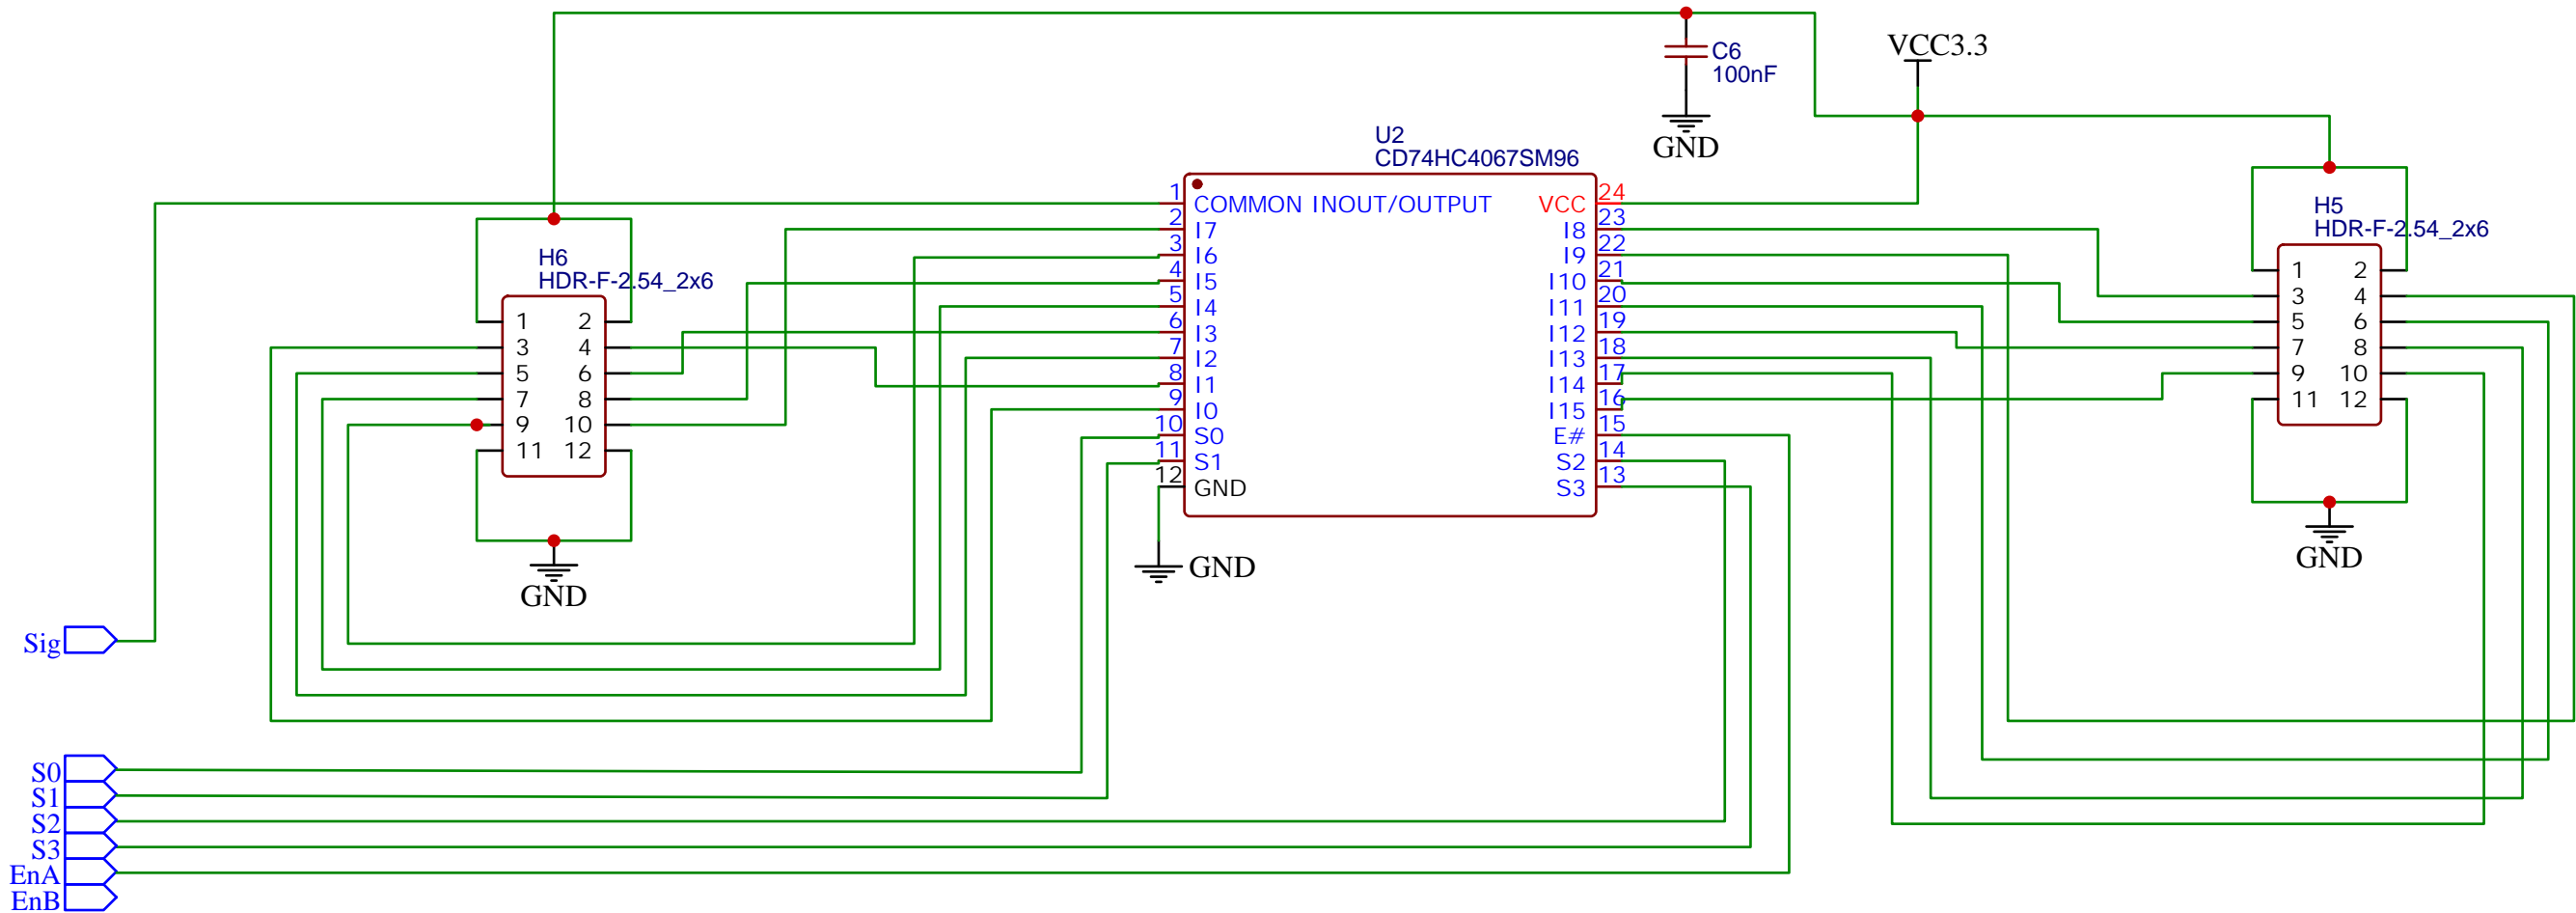 VCC3.3
C6
100nF
GND
U2
CD74HC4067SM96
1
COMMON INOUT/OUTPUT
VCC
24
2
I7
I8
23
3
I6
I9
22
4
I5
I10
21
5
I4
I11
20
6
I3
I12
19
7
I2
I13
18
8
I1
I14
17
9
I0
I15
16
10
S0
E#
15
11
S1
S2
14
12
GND
S3
13
GND
H6
HDR-F-2.54_2x6
1 2
3 4
5 6
7 8
9 10
11 12
GND
H5
HDR-F-2.54_2x6
1 2
3 4
5 6
7 8
9 10
11 12
GND
Sig
S0
S1
S2
S3
EnA
EnB